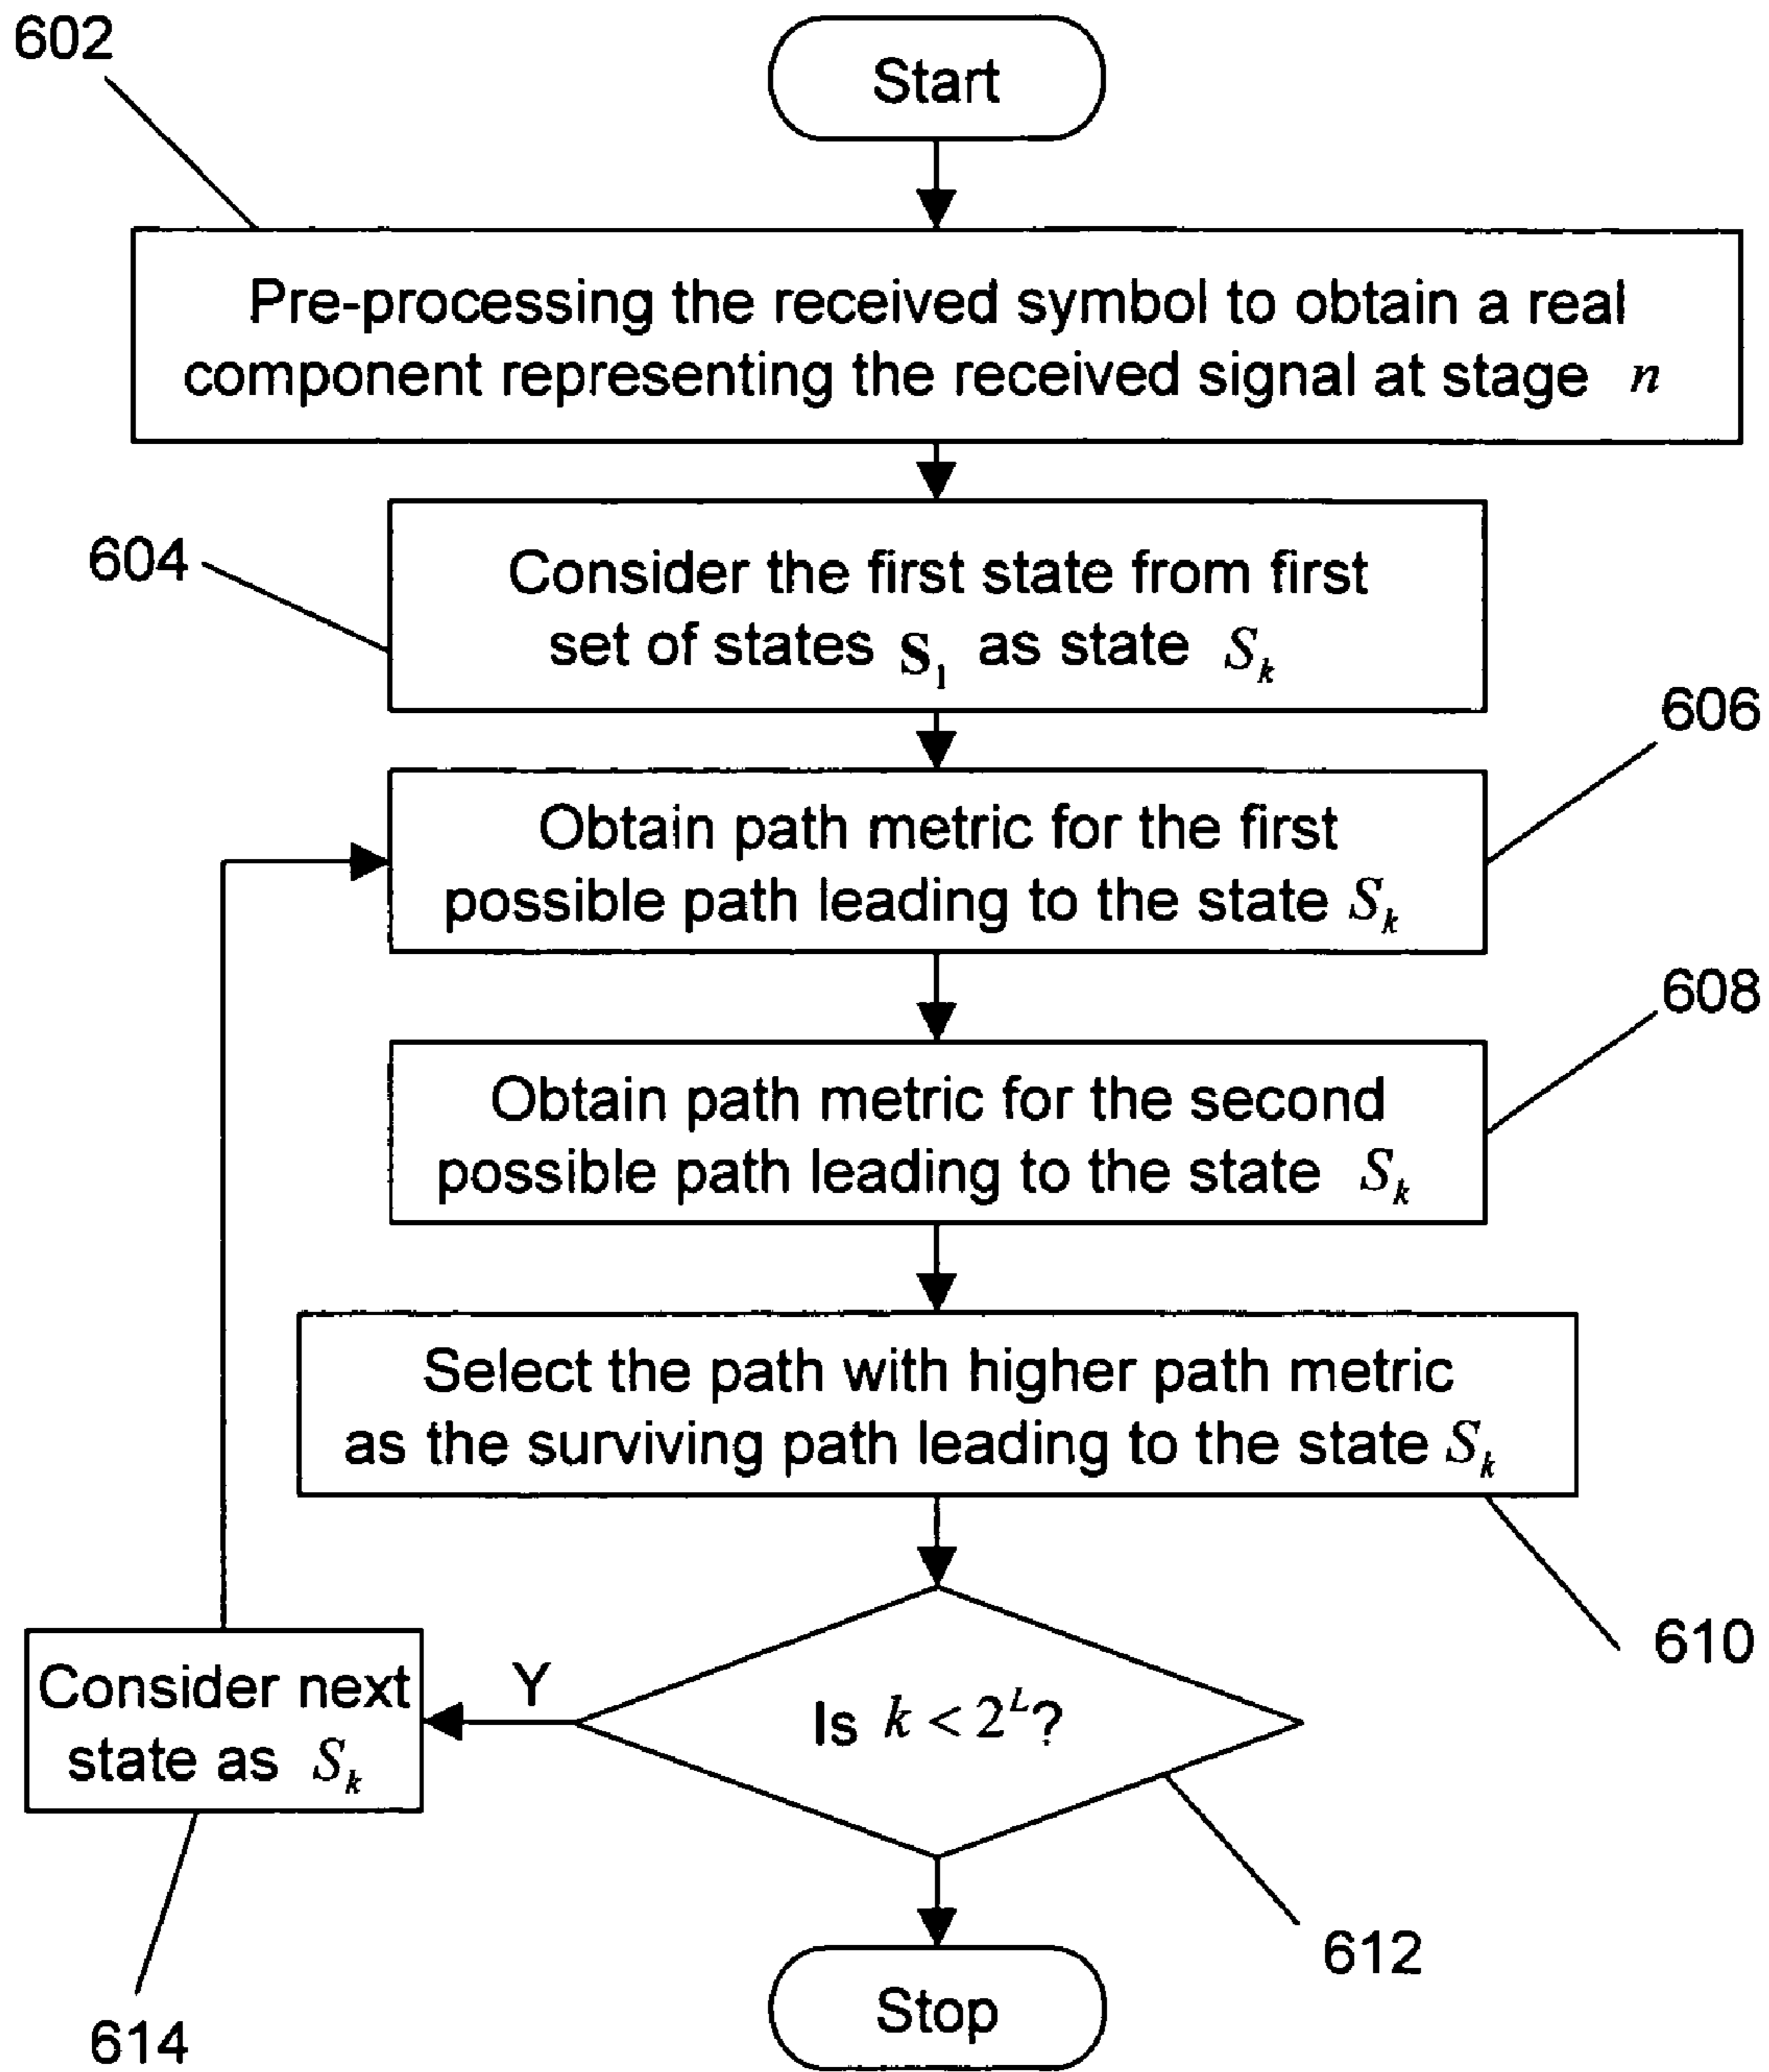 602
Start
Pre-processing the received symbol to obtain a real
component representing the received signal at stage n
604
Consider the first state from first
set of states S₁ as state Sₖ
606
Obtain path metric for the first
possible path leading to the state Sₖ
608
Obtain path metric for the second
possible path leading to the state Sₖ
Select the path with higher path metric
as the surviving path leading to the state Sₖ
610
Consider next
state as Sₖ
Y
Is k < 2ᴸ?
612
614
Stop